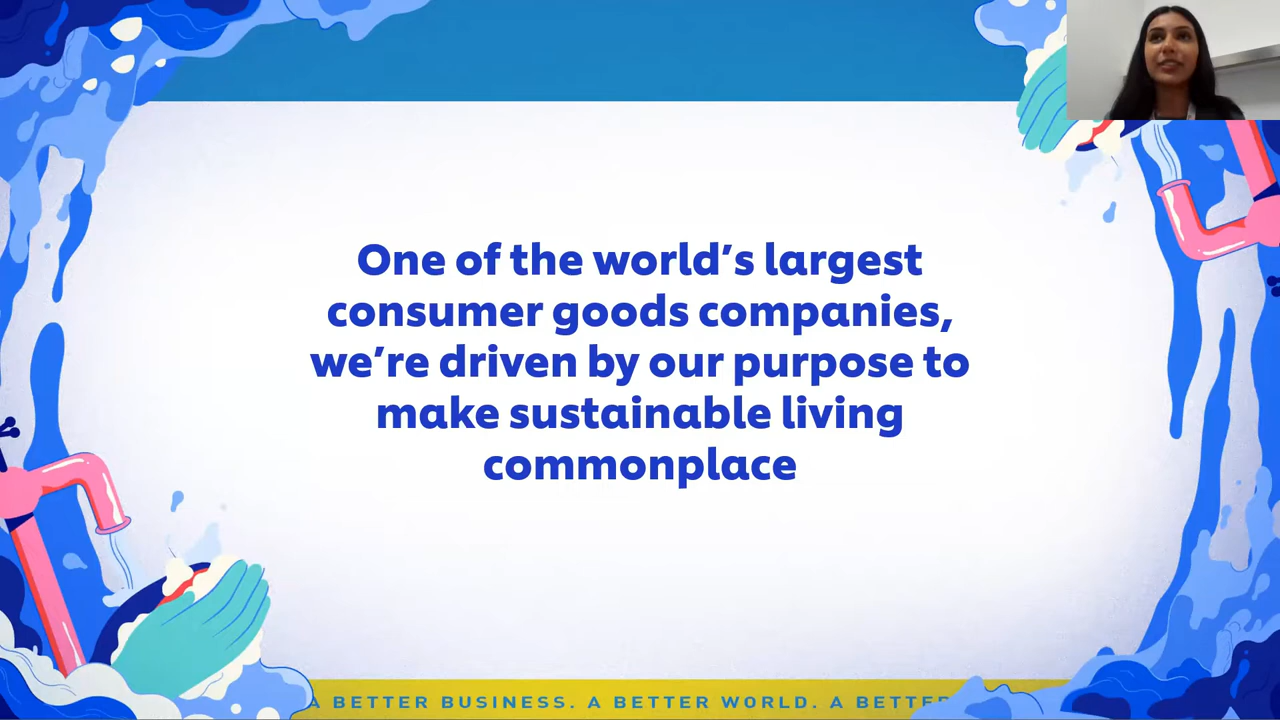 One of the world’s largest
consumer goods companies,
we’re driven by our purpose to
make sustainable living
commonplace
A BETTER BUSINESS. A BETTER WORLD. A BETTER